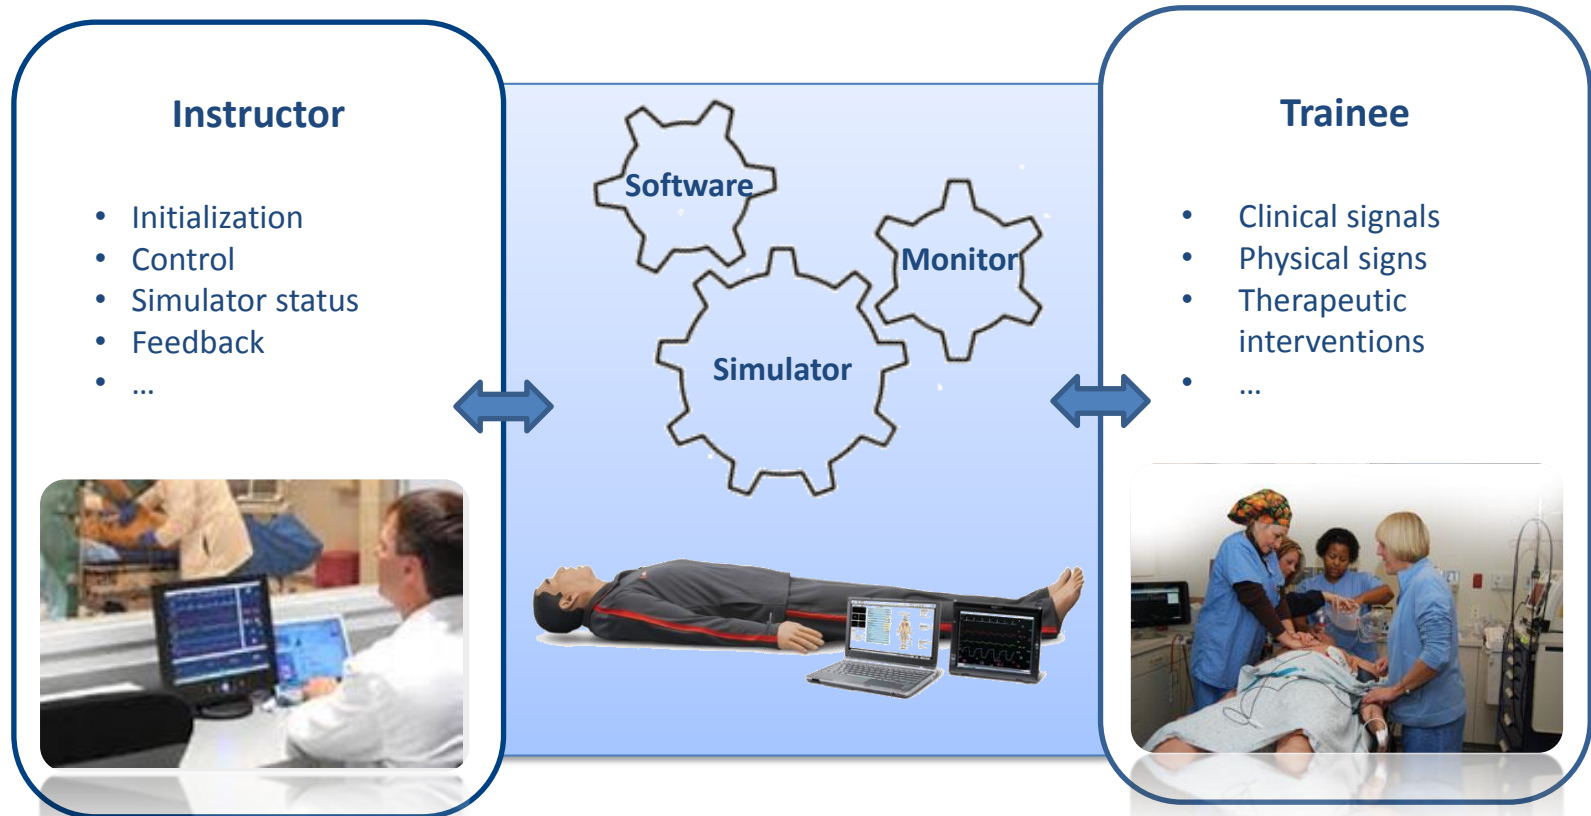 Instructor
• Initialization
• Control
• Simulator status
• Feedback
• ...
Software
Monitor
Simulator
Trainee
• Clinical signals
• Physical signs
• Therapeutic
interventions
• ...